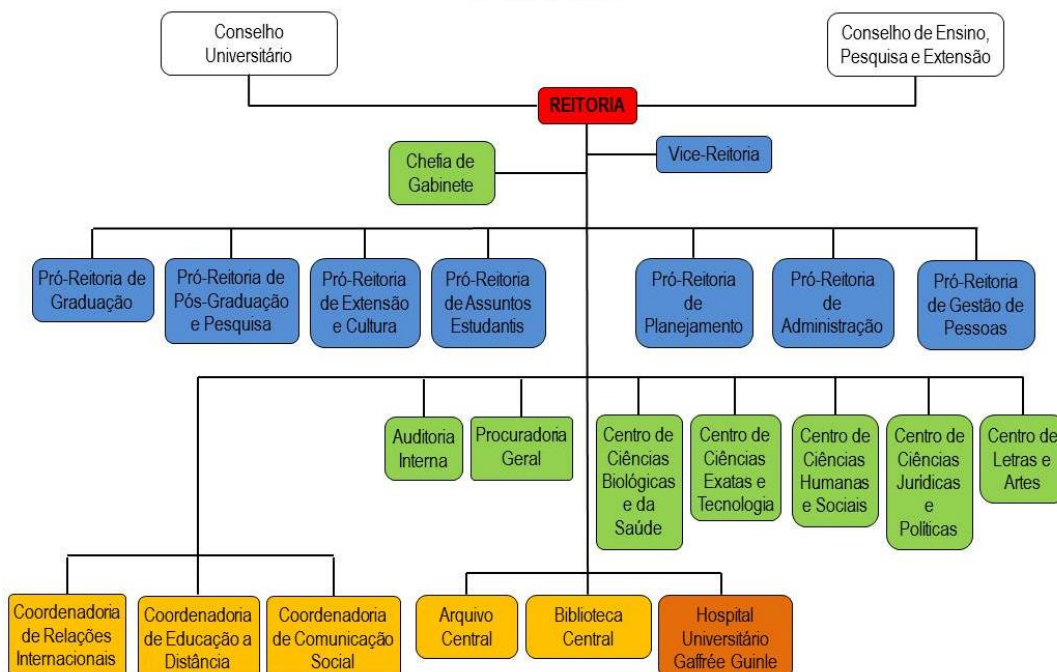 Conselho
Universitário
Conselho de Ensino,
Pesquisa e Extensão
REITORIA
Chefia de
Gabinete
Vice-Reitoria
Pró-Reitoria de
Graduação
Pró-Reitoria de
Pós-Graduação
e Pesquisa
Pró-Reitoria
de Extensão
e Cultura
Pró-Reitoria
de Assuntos
Estudantis
Pró-Reitoria
de
Planejamento
Pró-Reitoria
de
Administração
Pró-Reitoria
de Gestão de
Pessoas
Auditoria
Interna
Procuradoria
Geral
Centro de
Ciências
Biológicas
e da
Saúde
Centro de
Ciências
Exatas e
Tecnologia
Centro de
Ciências
Humanas
e Sociais
Centro de
Ciências
Jurídicas
e
Políticas
Centro de
Letras e
Artes
Coordenadoria
de Relações
Internacionais
Coordenadoria
de Educação a
Distância
Coordenadoria
de Comunicação
Social
Arquivo
Central
Biblioteca
Central
Hospital
Universitário
Gaffrée Guinle